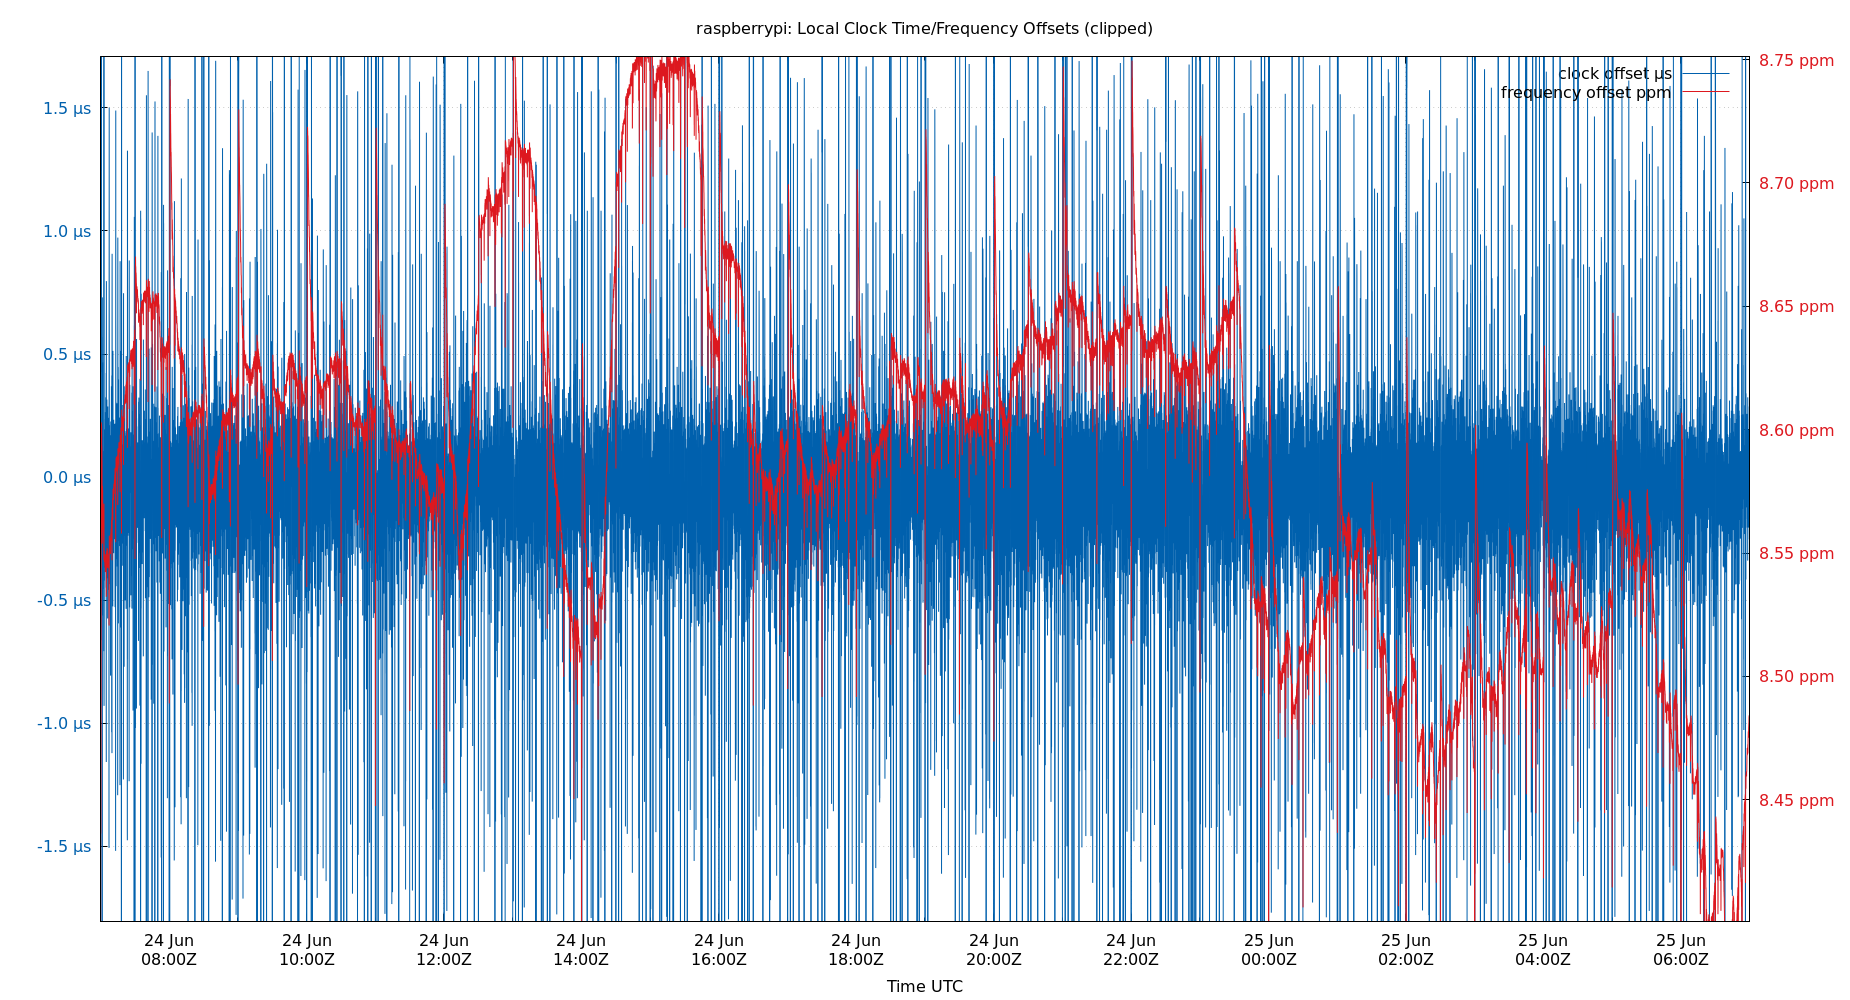 raspberrypi: Local Clock Time/Frequency Offsets (clipped)
clock offset µs
frequency offset ppm
1.5 µs
1.0 µs
0.5 µs
0.0 µs
-0.5 µs
-1.0 µs
-1.5 µs
8.75 ppm
8.70 ppm
8.65 ppm
8.60 ppm
8.55 ppm
8.50 ppm
8.45 ppm
24 Jun 24 Jun 24 Jun 24 Jun 24 Jun 24 Jun 24 Jun 24 Jun 25 Jun 25 Jun 25 Jun 25 Jun
08:00Z 10:00Z 12:00Z 14:00Z 16:00Z 18:00Z 20:00Z 22:00Z 00:00Z 02:00Z 04:00Z 06:00Z
Time UTC